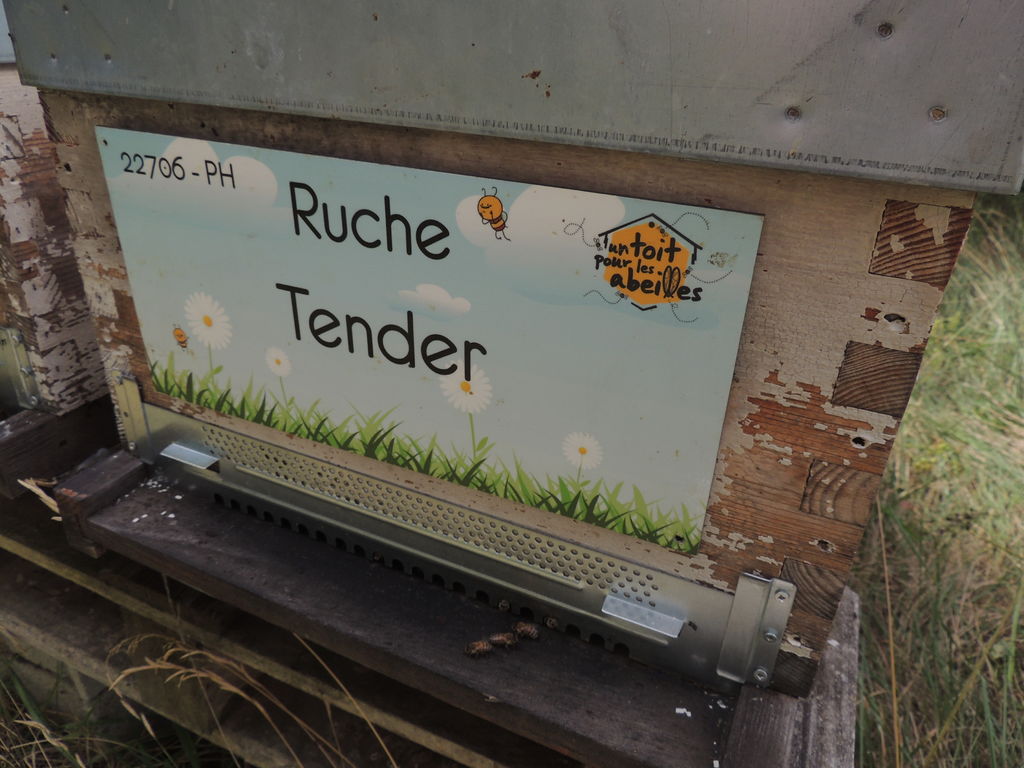 22706 - PH
Ruche
Tender
un toit
pour les
abeilles